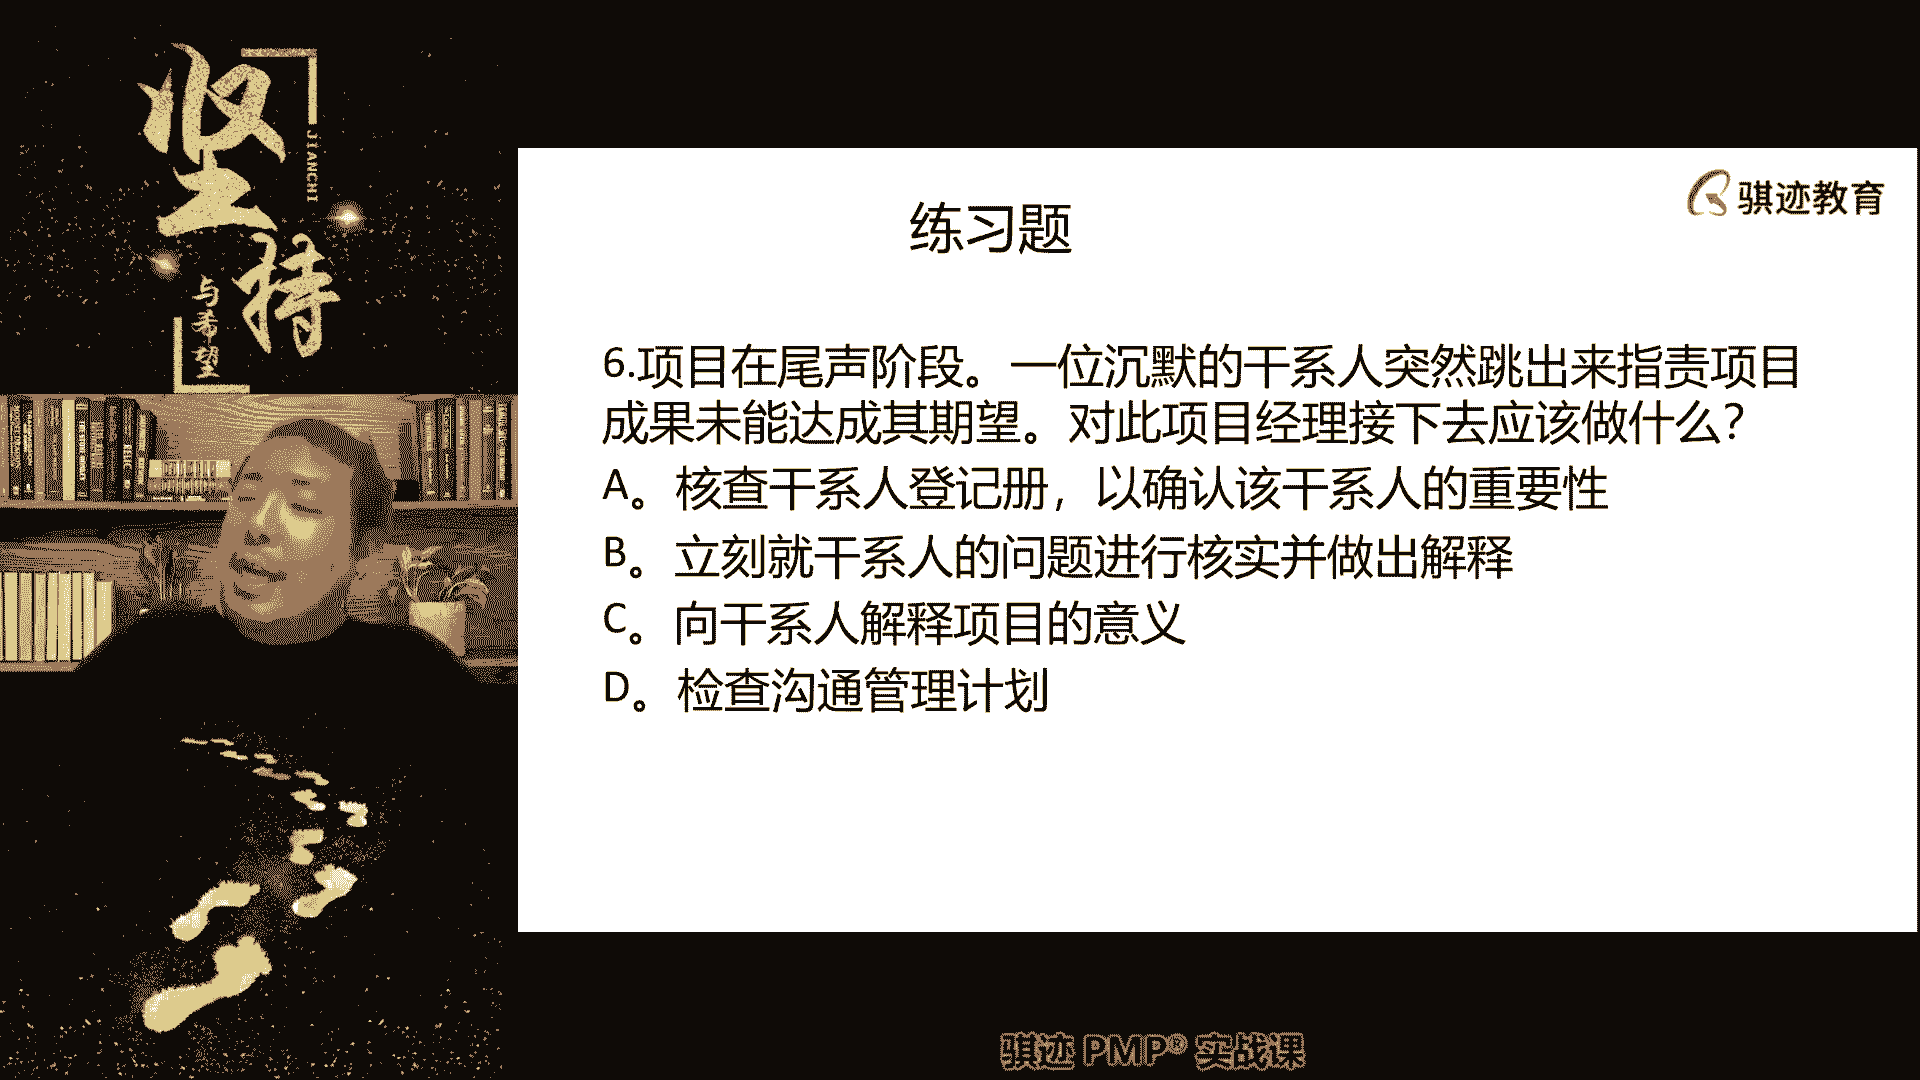 坚持
JIANCHI
与希望
骐迹教育
练习题
6.项目在尾声阶段。一位沉默的干系人突然跳出来指责项目
成果未能达成其期望。对此项目经理接下去应该做什么?
A。核查干系人登记册，以确认该干系人的重要性
B。立刻就干系人的问题进行核实并做出解释
C。向干系人解释项目的意义
D。检查沟通管理计划
骐迹 PMP® 实战课